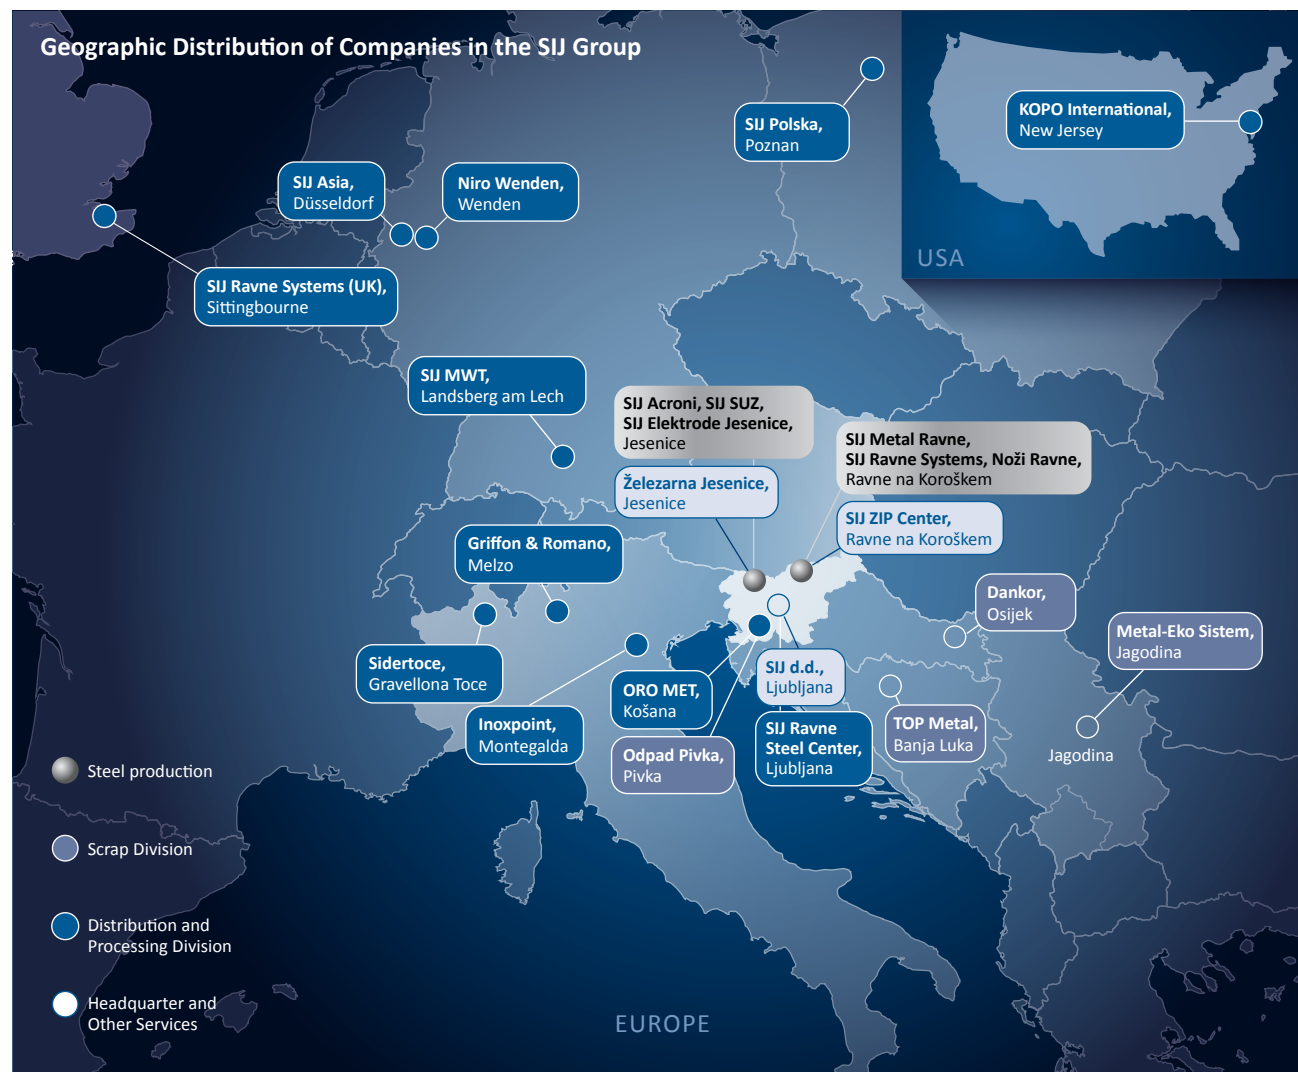 Geographic Distribution of Companies in the SIJ Group
SIJ Polska,
Poznan
KOPO International,
New Jersey
USA
SIJ Asia,
Düsseldorf
Niro Wenden,
Wenden
SIJ Ravne Systems (UK),
Sittingbourne
SIJ MWT,
Landsberg am Lech
SIJ Acroni, SIJ SUZ,
SIJ Elektrode Jesenice,
Jesenice
SIJ Metal Ravne,
SIJ Ravne Systems, Noži Ravne,
Ravne na Koroškem
Železarna Jesenice,
Jesenice
SIJ ZIP Center,
Ravne na Koroškem
Griffon & Romano,
Melzo
Dankor,
Osijek
Metal-Eko Sistem,
Jagodina
Sidertoce,
Gravellona Toce
SIJ d.d.,
Ljubljana
ORO MET,
Košana
Inoxpoint,
Montegalda
SIJ Ravne
Steel Center,
Ljubljana
TOP Metal,
Banja Luka
Odpad Pivka,
Pivka
Jagodina
Steel production
Scrap Division
Distribution and
Processing Division
Headquarter and
Other Services
EUROPE